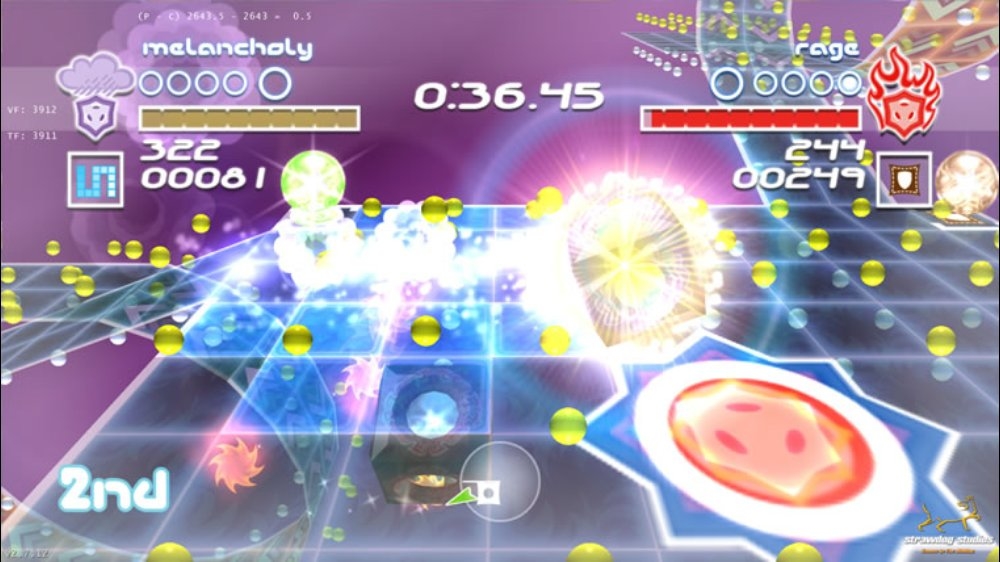 (P - C) 2643.5 - 2643 = 0.5
melancholy
rage
0:36.45
VF: 3912
TF: 3911
322
00081
244
00249
2nd
strawdog studios